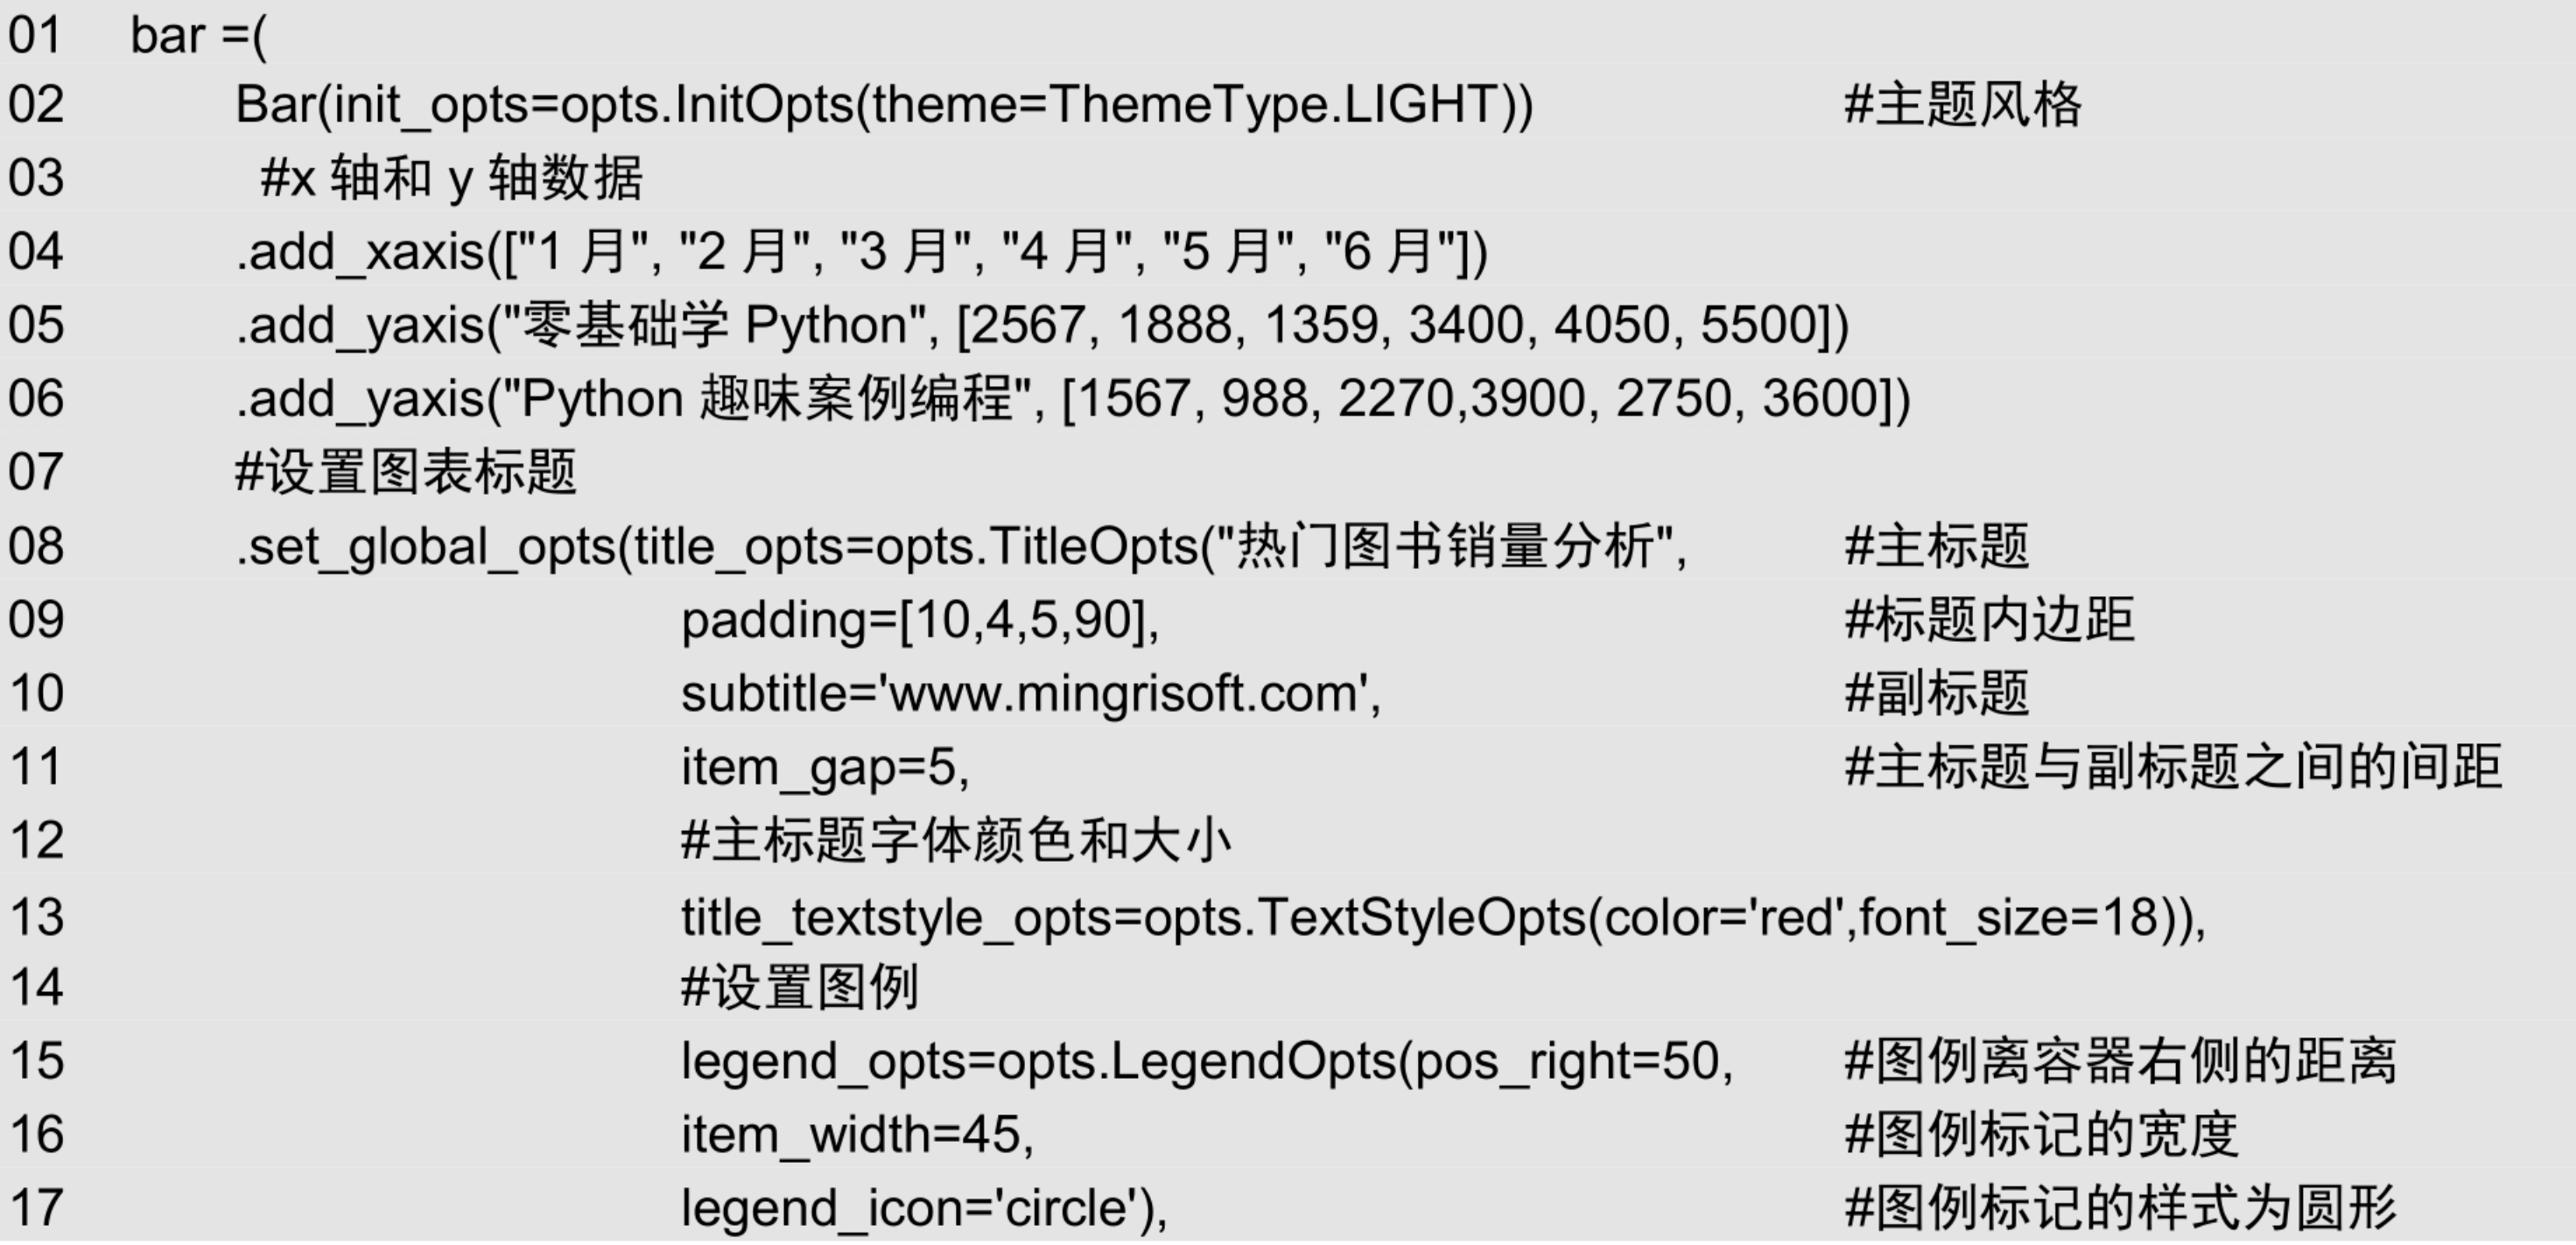 01 bar =(
02 Bar(init_opts=opts.InitOpts(theme=ThemeType.LIGHT)) #主题风格
03 #x 轴和 y 轴数据
04 .add_xaxis(["1 月", "2 月", "3 月", "4 月", "5 月", "6 月"])
05 .add_yaxis("零基础学 Python", [2567, 1888, 1359, 3400, 4050, 5500])
06 .add_yaxis("Python 趣味案例编程", [1567, 988, 2270,3900, 2750, 3600])
07 #设置图表标题
08 .set_global_opts(title_opts=opts.TitleOpts("热门图书销量分析", #主标题
09 padding=[10,4,5,90], #标题内边距
10 subtitle='www.mingrisoft.com', #副标题
11 item_gap=5, #主标题与副标题之间的间距
12 #主标题字体颜色和大小
13 title_textstyle_opts=opts.TextStyleOpts(color='red',font_size=18)),
14 #设置图例
15 legend_opts=opts.LegendOpts(pos_right=50, #图例离容器右侧的距离
16 item_width=45, #图例标记的宽度
17 legend_icon='circle'), #图例标记的样式为圆形